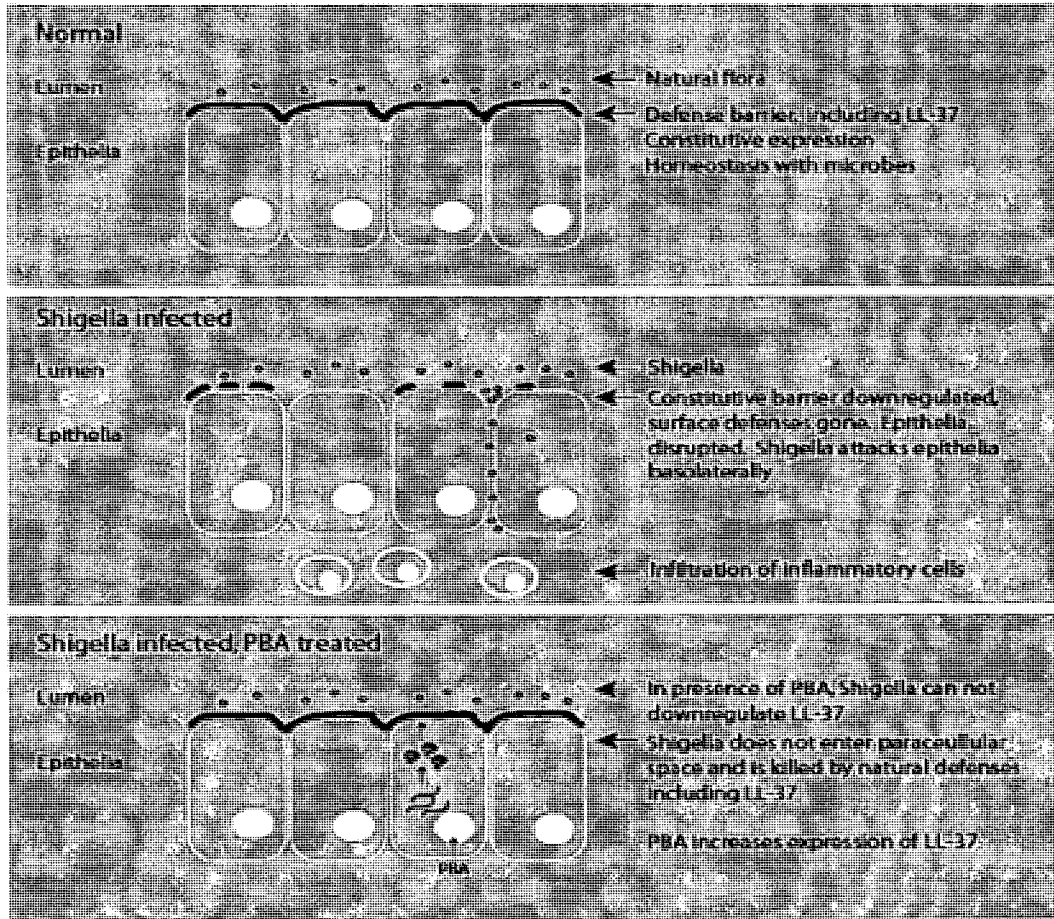 Normal
Lumen
Natural flora
Defense barrier, including LL-37
Constitutive expression
Homeostasis with microbes
Epithelia
Shigella infected
Lumen
Shigella
Constitutive barrier downregulated,
surface defenses gone. Epithelia
disrupted. Shigella attacks epithelia
basolaterally
Epithelia
Infiltration of inflammatory cells
Shigella infected, PBA treated
Lumen
In presence of PBA, Shigella can not
downregulate LL-37
Shigella does not enter paraceullular
space and is killed by natural defenses
including LL-37.
Epithelia
PBA increases expression of LL-37.
PBA